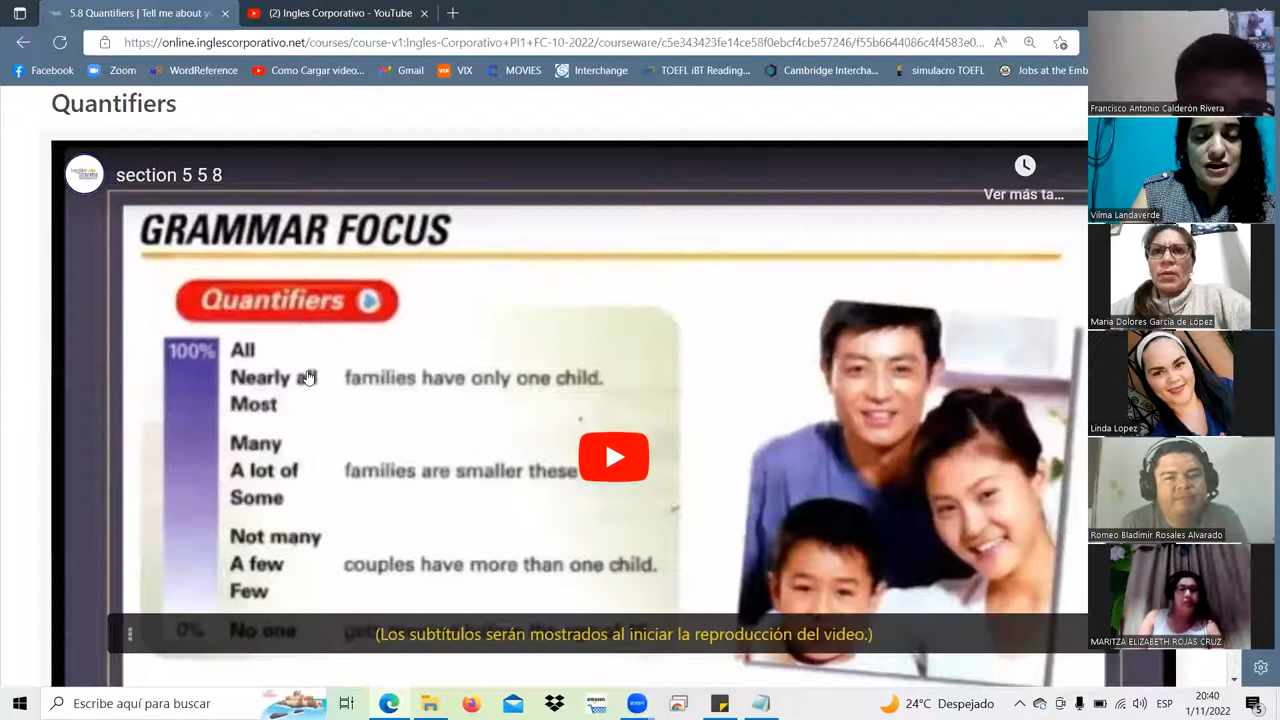 5.8 Quantifiers | Tell me about y
(2) Ingles Corporativo - YouTube
https://online.inglescorporativo.net/courses/course-v1:Ingles-Corporativo+PI1+FC-10-2022/courseware/c5e343423fe14ce58f0ebcf4cbe57246/f55b6644086c4f4583e0...
Facebook
Zoom
WordReference
Como Cargar vídeo...
Gmail
VIX
MOVIES
Interchange
TOEFL iBT Reading...
Cambridge Intercha...
simulacro TOEFL
Jobs at the Emb
Quantifiers
section 5 5 8
Ver más ta...
GRAMMAR FOCUS
Quantifiers
100% All
Nearly all families have only one child.
Most
Many
A lot of families are smaller these
Some
Not many
A few couples have more than one child.
Few
0% No one
(Los subtítulos serán mostrados al iniciar la reproducción del video.)
Francisco Antonio Calderón Rivera
Vilma Landaverde
Maria Dolores García de López
Linda Lopez
Romeo Bladimir Rosales Alvarado
MARITZA ELIZABETH ROJAS CRUZ
Escribe aquí para buscar
24°C Despejado
ESP
20:40
1/11/2022
5